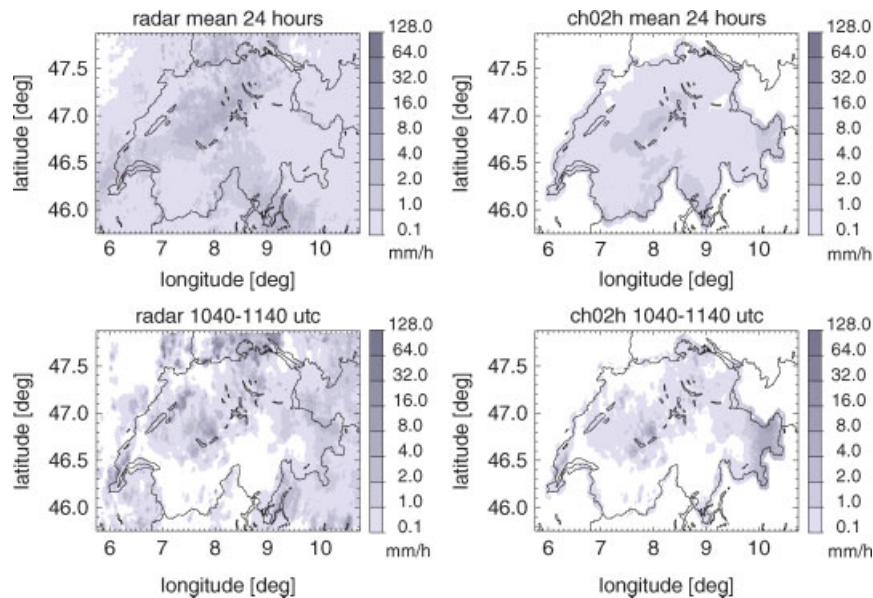 radar mean 24 hours
latitude [deg]
47.5
47.0
46.5
46.0
6 7 8 9 10
longitude [deg]
128.0
64.0
32.0
16.0
8.0
4.0
2.0
1.0
0.1
mm/h
ch02h mean 24 hours
latitude [deg]
47.5
47.0
46.5
46.0
6 7 8 9 10
longitude [deg]
128.0
64.0
32.0
16.0
8.0
4.0
2.0
1.0
0.1
mm/h
radar 1040-1140 utc
latitude [deg]
47.5
47.0
46.5
46.0
6 7 8 9 10
longitude [deg]
128.0
64.0
32.0
16.0
8.0
4.0
2.0
1.0
0.1
mm/h
ch02h 1040-1140 utc
latitude [deg]
47.5
47.0
46.5
46.0
6 7 8 9 10
longitude [deg]
128.0
64.0
32.0
16.0
8.0
4.0
2.0
1.0
0.1
mm/h